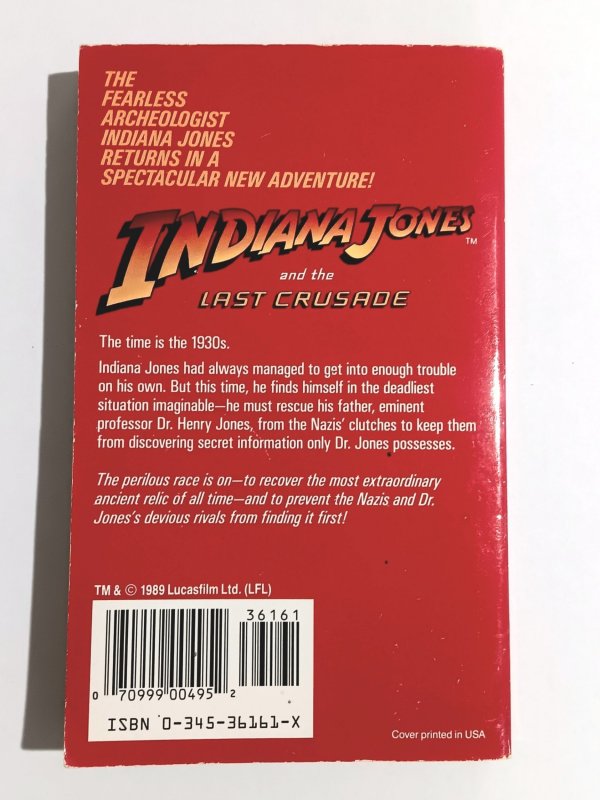 THE
FEARLESS
ARCHEOLOGIST
INDIANA JONES
RETURNS IN A
SPECTACULAR NEW ADVENTURE!
INDIANA JONES™
and the
LAST CRUSADE
The time is the 1930s.
Indiana Jones had always managed to get into enough trouble
on his own. But this time, he finds himself in the deadliest
situation imaginable—he must rescue his father, eminent
professor Dr. Henry Jones, from the Nazis' clutches to keep them
from discovering secret information only Dr. Jones possesses.
The perilous race is on—to recover the most extraordinary
ancient relic of all time—and to prevent the Nazis and Dr.
Jones's devious rivals from finding it first!
TM & © 1989 Lucasfilm Ltd. (LFL)
36161
0 70999 00495 2
ISBN 0-345-36161-X
Cover printed in USA